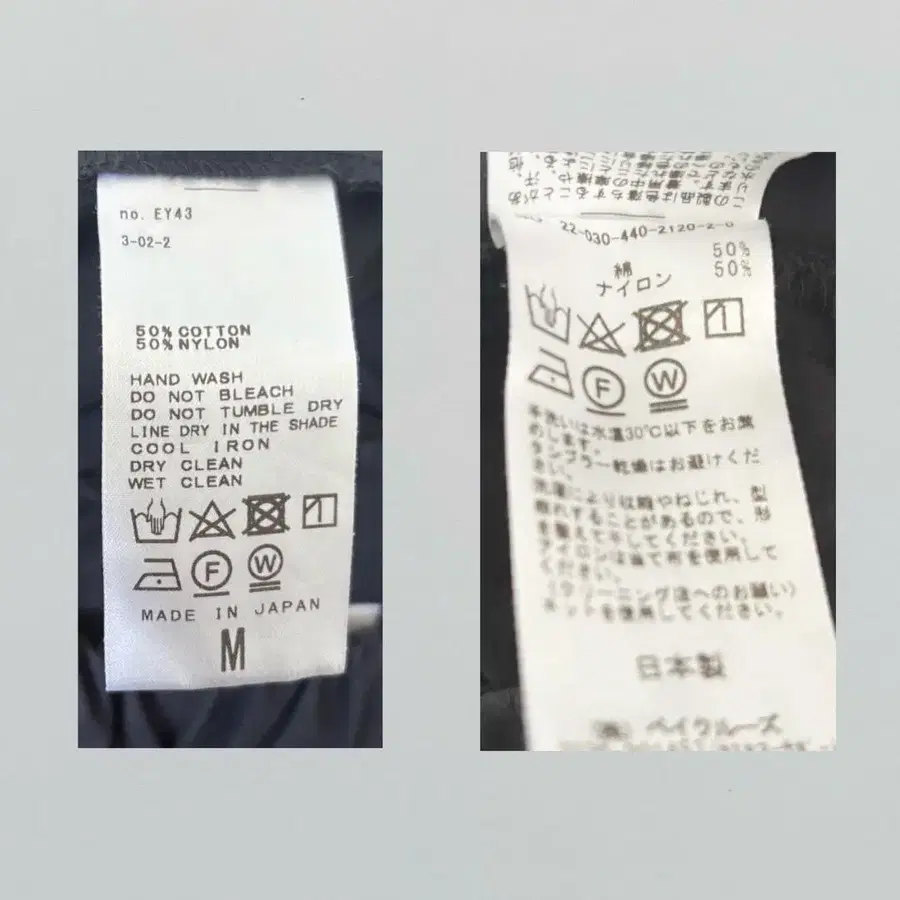 no. EY43
3-02-2
50% COTTON
50% NYLON
HAND WASH
DO NOT BLEACH
DO NOT TUMBLE DRY
LINE DRY IN THE SHADE
COOL IRON
DRY CLEAN
WET CLEAN
F W
MADE IN JAPAN
M
22-030-440-2120-2-0
綿 50%
ナイロン 50%
F W
手洗いは水温30℃以下をお薦
めします。
タンブラー乾燥はお避けくだ
さい。
洗濯により収縮やねじれ、型
崩れすることがあるので、形
を整えて干してください。
アイロンは当て布を使用して
ください。
(クリーニング店へのお願い)
ネットを使用してください。
日本製
ベイクルーズ